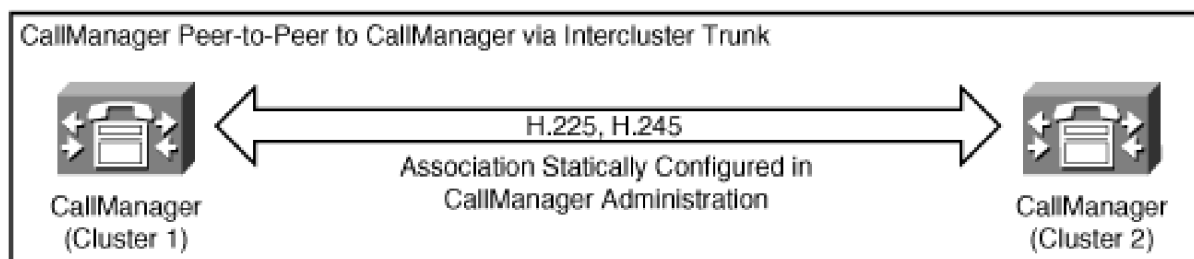 CallManager Peer-to-Peer to CallManager via Intercluster Trunk
H.225, H.245
Association Statically Configured in
CallManager Administration
CallManager
(Cluster 1)
CallManager
(Cluster 2)